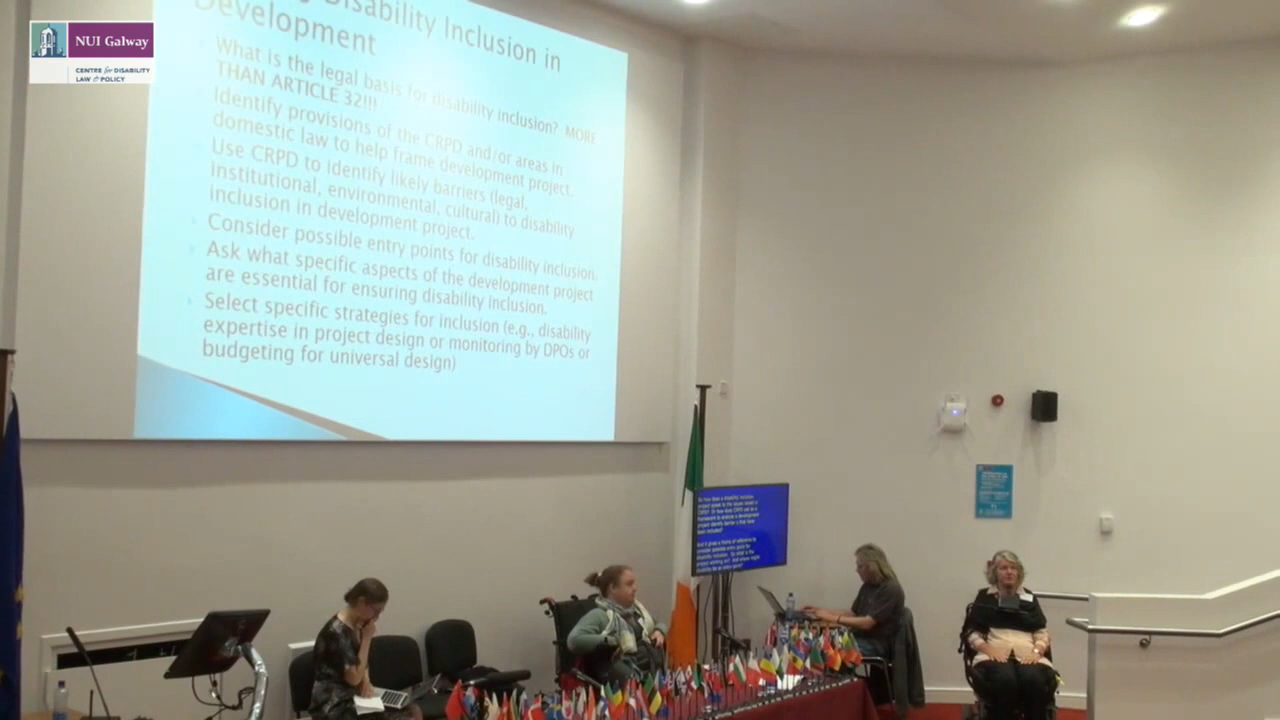 NUI Galway
CENTRE for DISABILITY
LAW & POLICY
Disability Inclusion in
Development
What is the legal basis for disability inclusion? MORE
THAN ARTICLE 32!!!
Identify provisions of the CRPD and/or areas in
domestic law to help frame development project.
Use CRPD to identify likely barriers (legal,
institutional, environmental, cultural) to disability
inclusion in development project.
Consider possible entry points for disability inclusion.
Ask what specific aspects of the development project
are essential for ensuring disability inclusion.
Select specific strategies for inclusion (e.g., disability
expertise in project design or monitoring by DPOs or
budgeting for universal design)